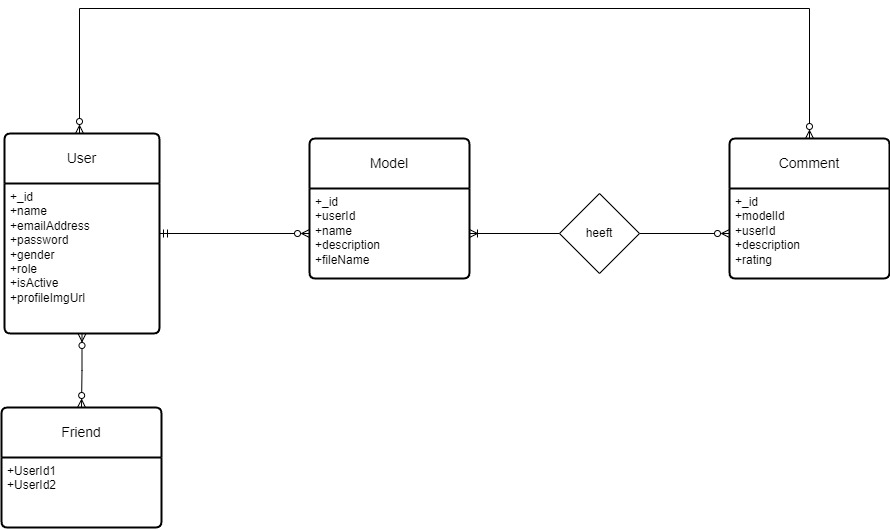 User
+_id
+name
+emailAddress
+password
+gender
+role
+isActive
+profileImgUrl
Model
+_id
+userId
+name
+description
+fileName
heeft
Comment
+_id
+modelId
+userId
+description
+rating
Friend
+UserId1
+UserId2